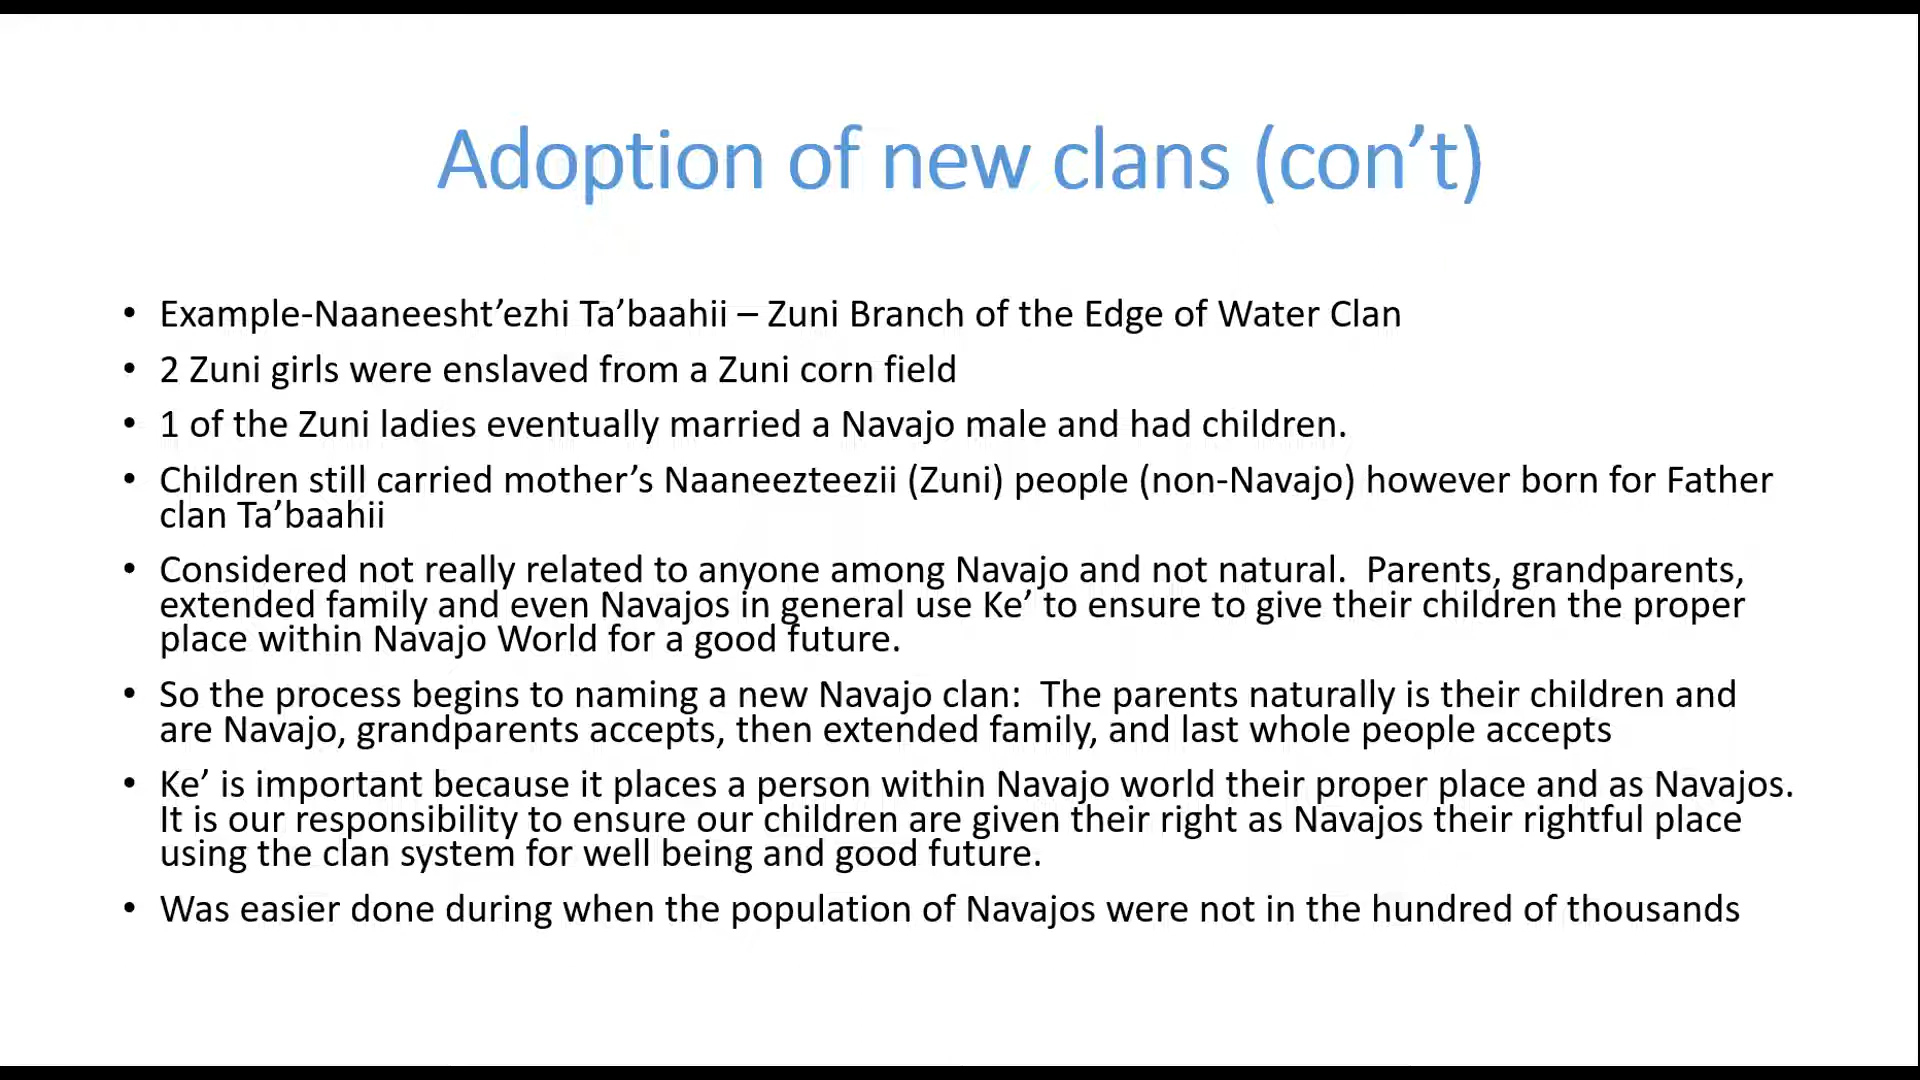 Adoption of new clans (con’t)
• Example-Naaneesht’ezhi Ta’baahii – Zuni Branch of the Edge of Water Clan
• 2 Zuni girls were enslaved from a Zuni corn field
• 1 of the Zuni ladies eventually married a Navajo male and had children.
• Children still carried mother’s Naaneezteezii (Zuni) people (non-Navajo) however born for Father
clan Ta’baahii
• Considered not really related to anyone among Navajo and not natural.  Parents, grandparents,
extended family and even Navajos in general use Ke’ to ensure to give their children the proper
place within Navajo World for a good future.
• So the process begins to naming a new Navajo clan:  The parents naturally is their children and
are Navajo, grandparents accepts, then extended family, and last whole people accepts
• Ke’ is important because it places a person within Navajo world their proper place and as Navajos.
It is our responsibility to ensure our children are given their right as Navajos their rightful place
using the clan system for well being and good future.
• Was easier done during when the population of Navajos were not in the hundred of thousands